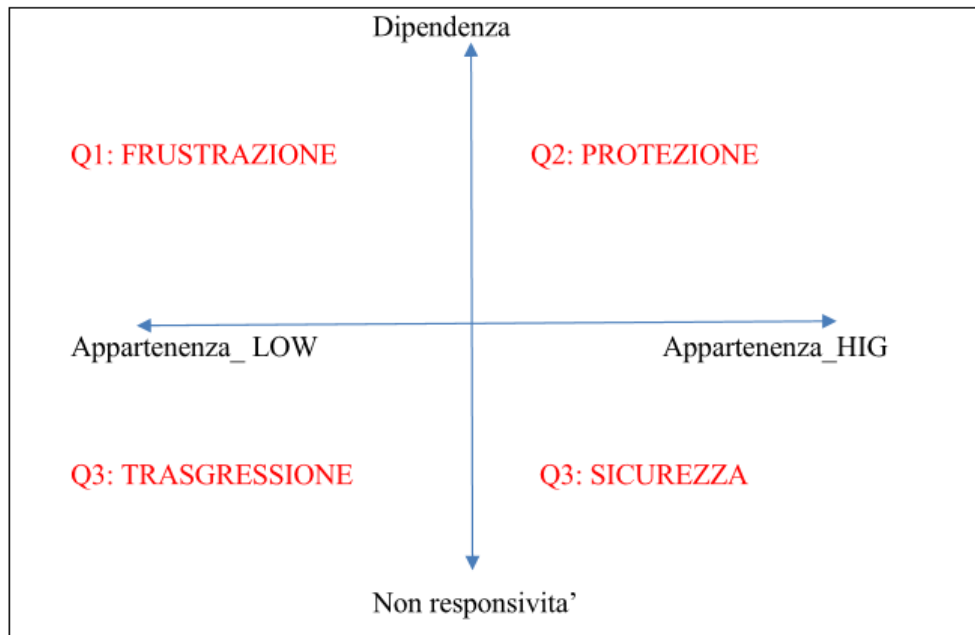 Dipendenza
Q1: FRUSTRAZIONE
Q2: PROTEZIONE
Appartenenza_ LOW
Appartenenza_HIG
Q3: TRASGRESSIONE
Q3: SICUREZZA
Non responsivita’